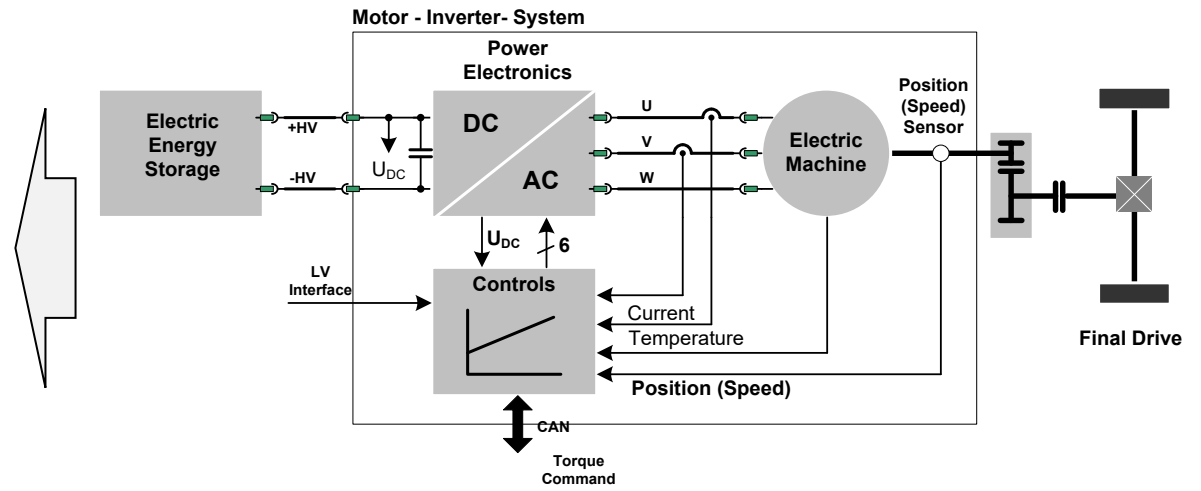 Motor - Inverter- System
Power
Electronics
Position
(Speed)
Sensor
Electric
Energy
Storage
+HV
-HV
UDC
DC
AC
U
V
W
Electric
Machine
UDC
6
LV
Interface
Controls
Current
Temperature
Position (Speed)
Final Drive
CAN
Torque
Command